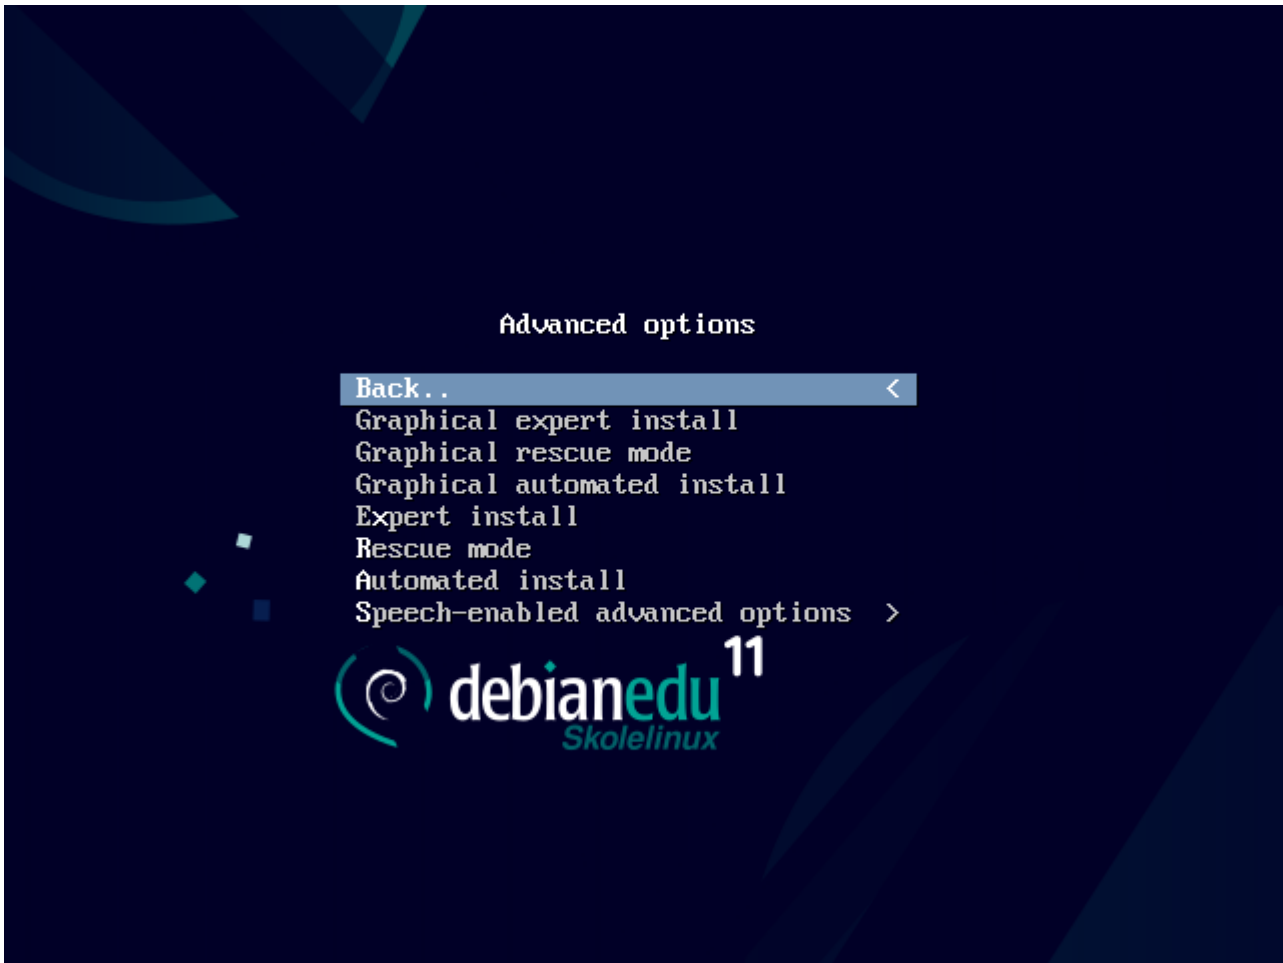 Advanced options
Back.. <
Graphical expert install
Graphical rescue mode
Graphical automated install
Expert install
Rescue mode
Automated install
Speech-enabled advanced options >
debianedu 11
Skolelinux